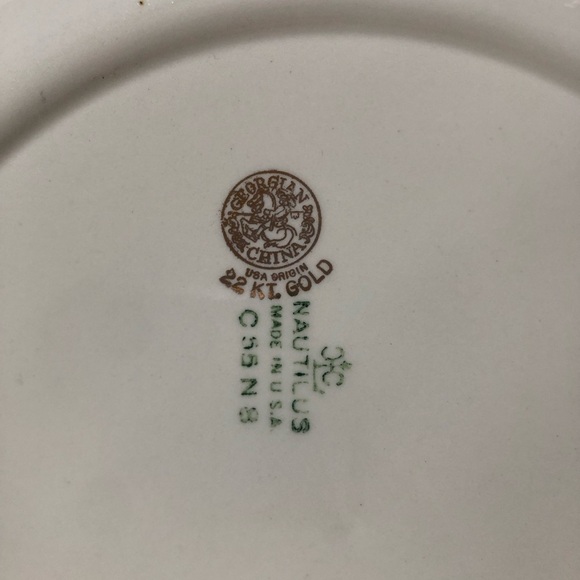 GEORGIAN
CHINA
USA ORIGIN
22 KT. GOLD
NAUTILUS
MADE IN U.S.A.
C 55 N 8